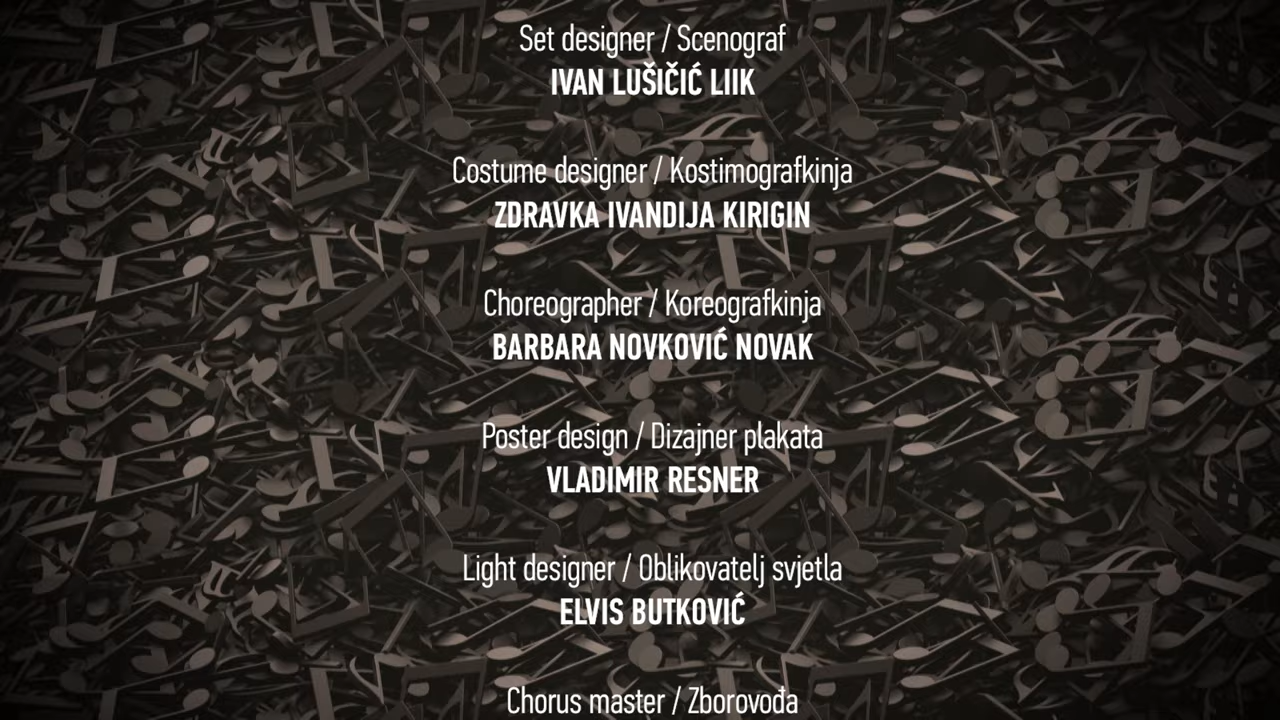 Set designer / Scenograf
IVAN LUŠIČIĆ LIIK
Costume designer / Kostimografkinja
ZDRAVKA IVANDIJA KIRIGIN
Choreographer / Koreografkinja
BARBARA NOVKOVIĆ NOVAK
Poster design / Dizajner plakata
VLADIMIR RESNER
Light designer / Oblikovatelj svjetla
ELVIS BUTKOVIĆ
Chorus master / Zborovođa